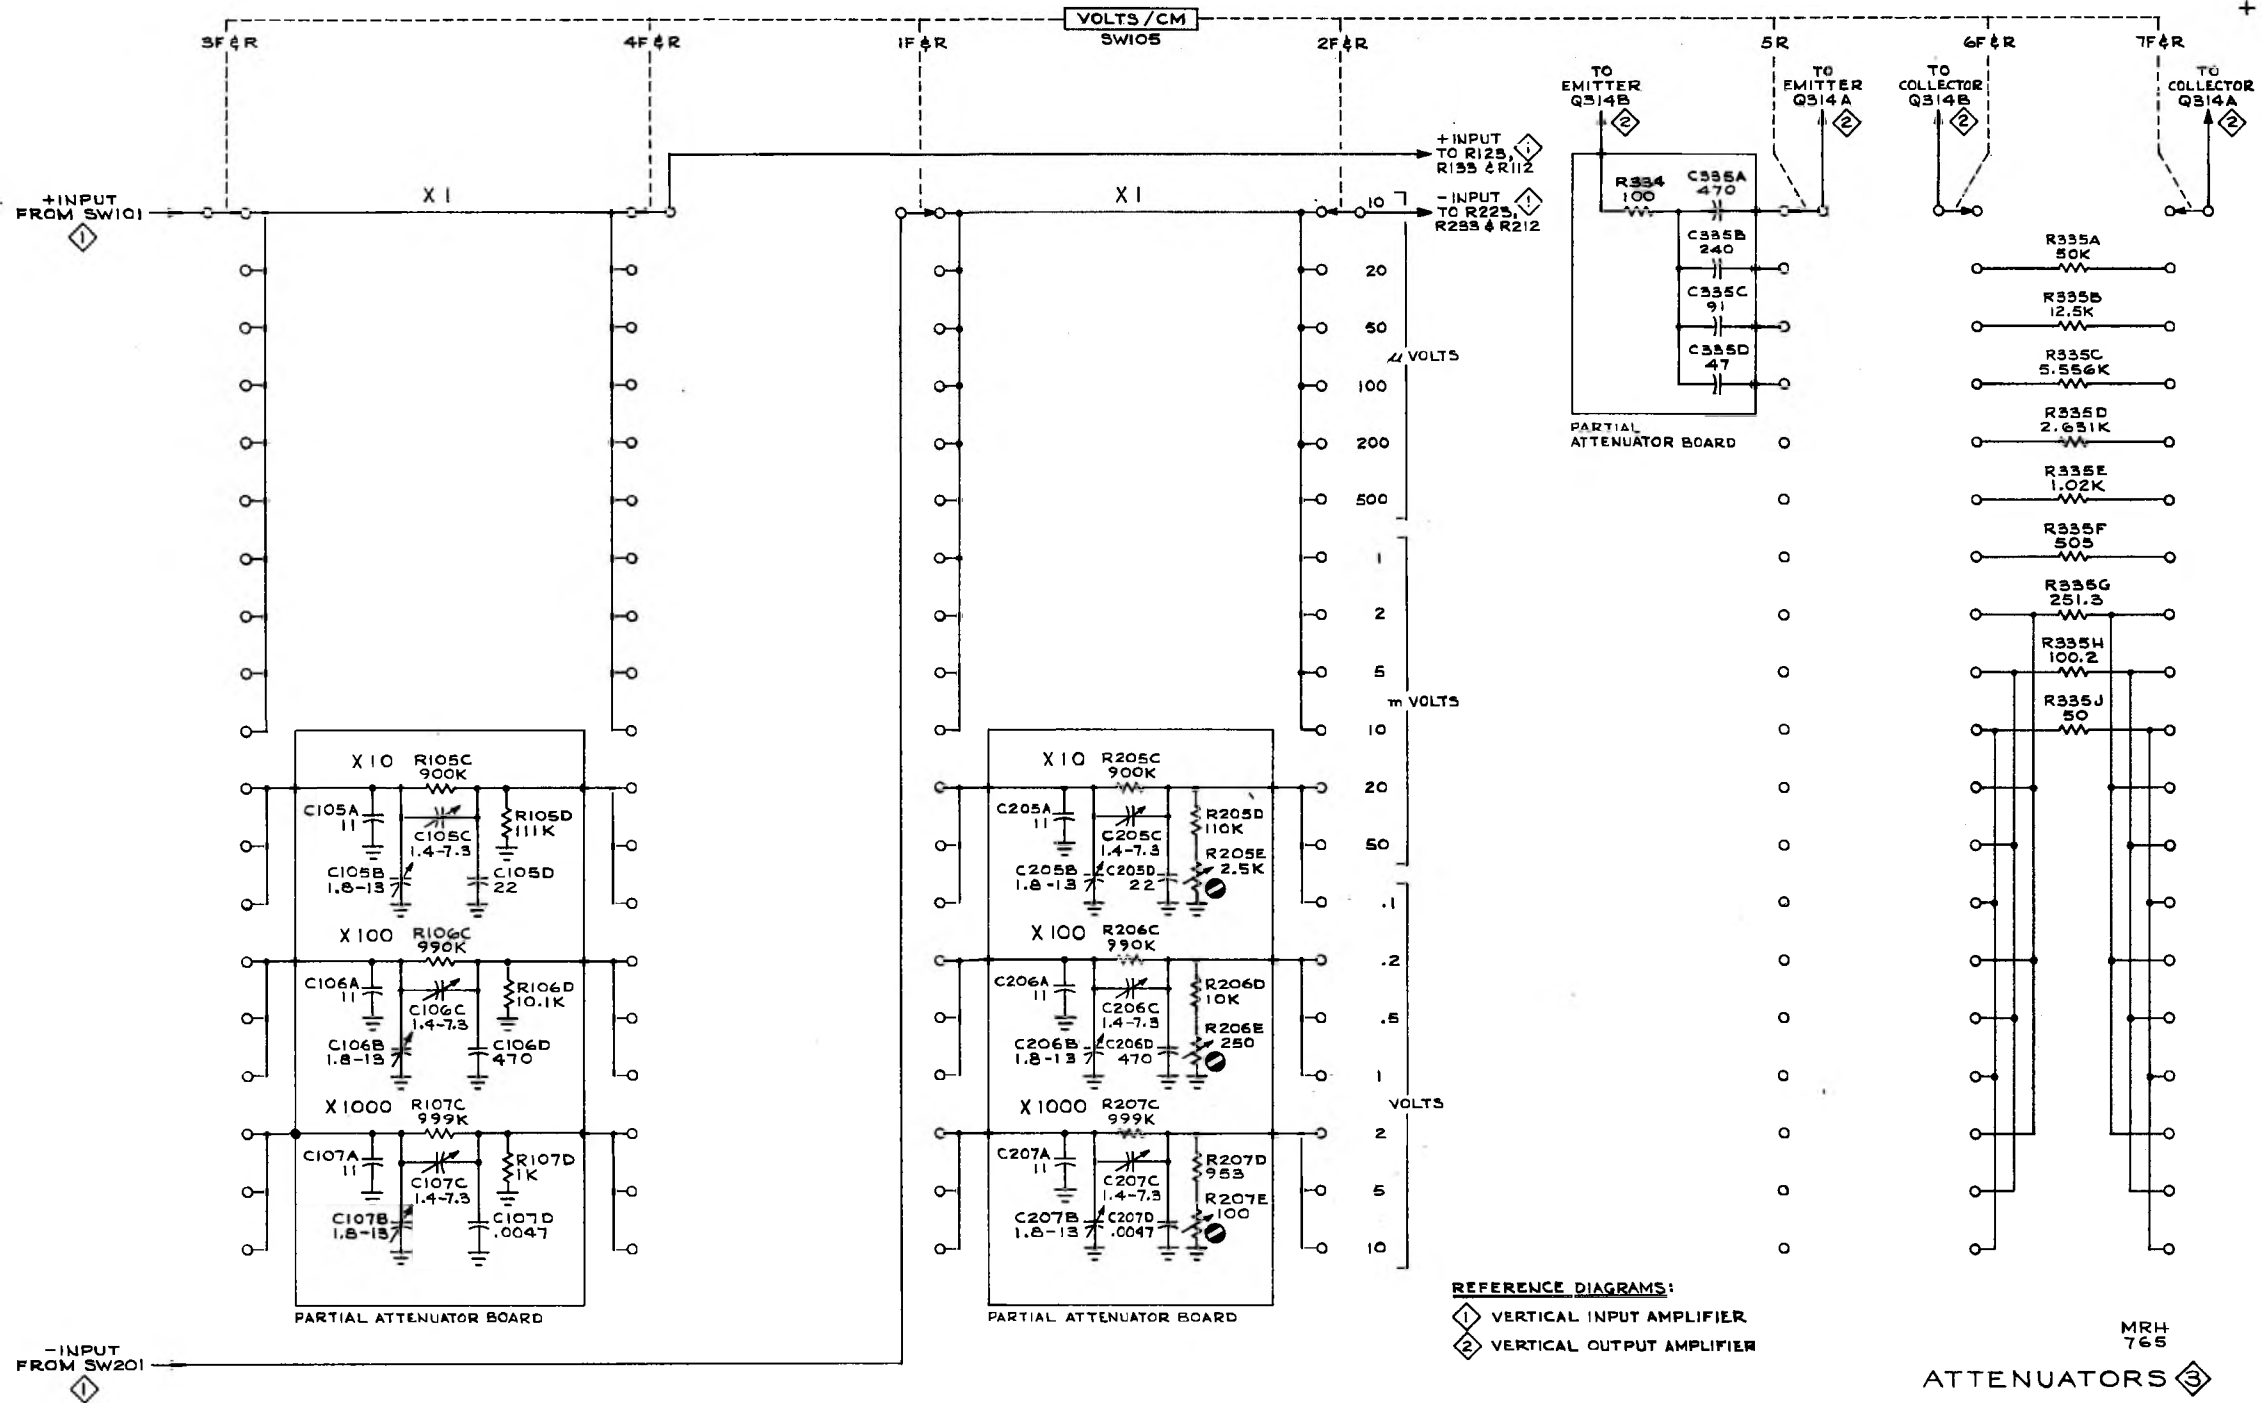 VOLTS/CM
SW105
3F & R
4F & R
1F & R
2F & R
5R
6F & R
7F & R
TO
EMITTER
Q314B
2
TO
EMITTER
Q314A
2
TO
COLLECTOR
Q314B
2
TO
COLLECTOR
Q314A
2
+INPUT
FROM SW101
1
X1
X1
+INPUT
TO R123, 1
R133 & R112
-INPUT
TO R223, 1
R233 & R212
10
20
50
100
200
500
μ VOLTS
1
2
5
10
20
50
m VOLTS
.1
.2
.5
1
2
5
10
VOLTS
R334
100
C335A
470
C335B
240
C335C
91
C335D
47
PARTIAL
ATTENUATOR BOARD
R335A
50K
R335B
12.5K
R335C
5.556K
R335D
2.631K
R335E
1.02K
R335F
505
R335G
251.3
R335H
100.2
R335J
50
X10
R105C
900K
C105A
11
C105C
1.4-7.3
R105D
111K
C105B
1.8-13
C105D
22
X100
R106C
990K
C106A
11
C106C
1.4-7.3
R106D
10.1K
C106B
1.8-13
C106D
470
X1000
R107C
999K
C107A
11
C107C
1.4-7.3
R107D
1K
C107B
1.8-13
C107D
.0047
PARTIAL ATTENUATOR BOARD
X10
R205C
900K
C205A
11
C205C
1.4-7.3
R205D
110K
C205B
1.8-13
C205D
22
R205E
2.5K
X100
R206C
990K
C206A
11
C206C
1.4-7.3
R206D
10K
C206B
1.8-13
C206D
470
R206E
250
X1000
R207C
999K
C207A
11
C207C
1.4-7.3
R207D
953
C207B
1.8-13
C207D
.0047
R207E
100
PARTIAL ATTENUATOR BOARD
-INPUT
FROM SW201
1
REFERENCE DIAGRAMS:
1 VERTICAL INPUT AMPLIFIER
2 VERTICAL OUTPUT AMPLIFIER
MRH
765
ATTENUATORS 3